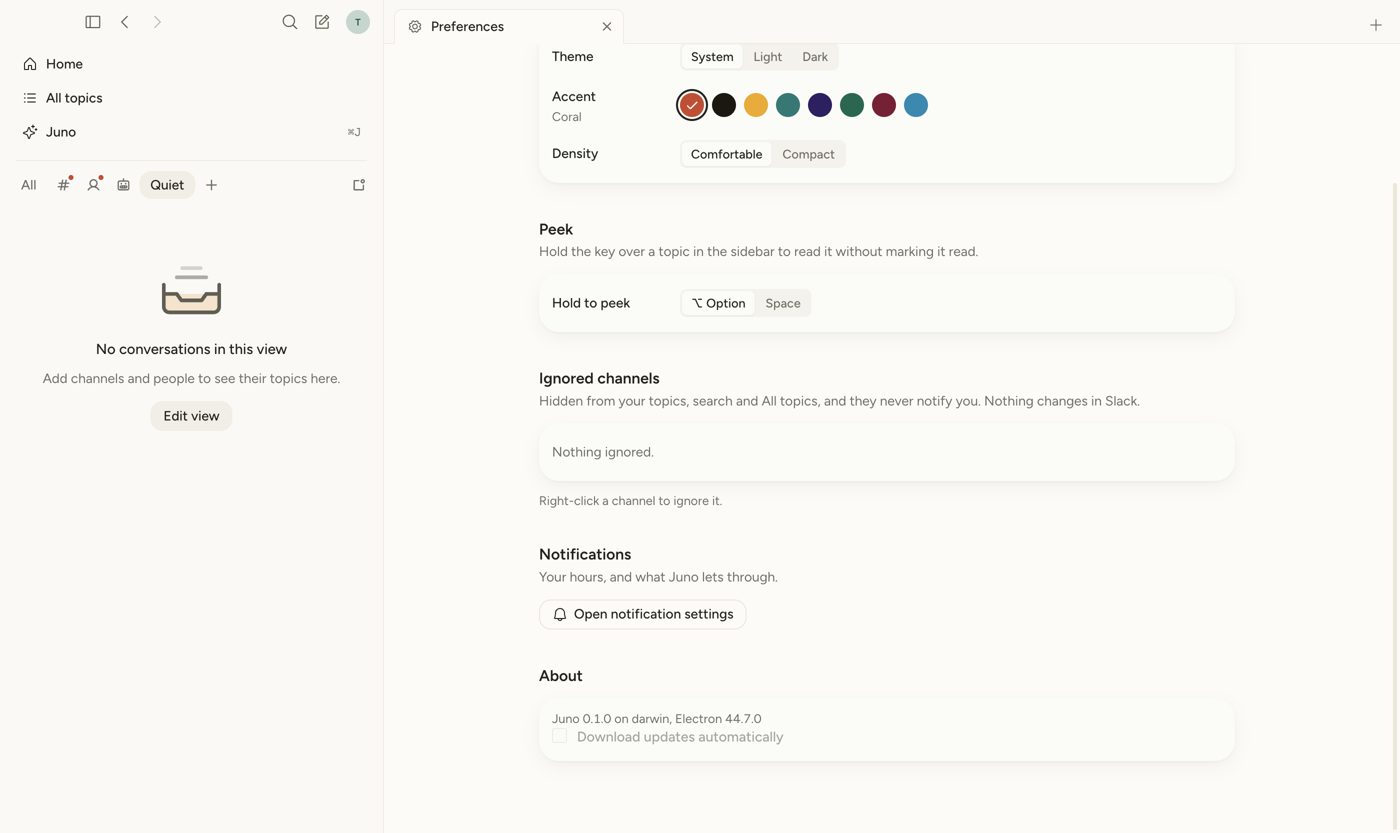 T
Home
All topics
Juno
⌘J
All
Quiet
No conversations in this view
Add channels and people to see their topics here.
Edit view
Preferences
Theme
System
Light
Dark
Accent
Coral
Density
Comfortable
Compact
Peek
Hold the key over a topic in the sidebar to read it without marking it read.
Hold to peek
⌥ Option
Space
Ignored channels
Hidden from your topics, search and All topics, and they never notify you. Nothing changes in Slack.
Nothing ignored.
Right-click a channel to ignore it.
Notifications
Your hours, and what Juno lets through.
Open notification settings
About
Juno 0.1.0 on darwin, Electron 44.7.0
Download updates automatically